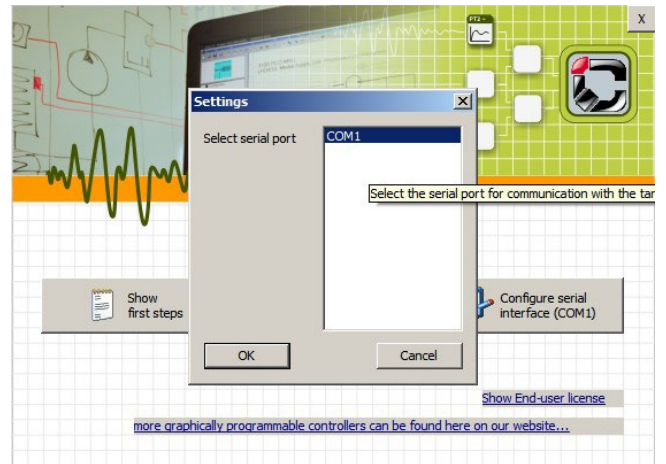 PT2 -
X
Settings
X
Select serial port
COM1
Select the serial port for communication with the tar
Show
first steps
Configure serial
interface (COM1)
OK
Cancel
Show End-user license
more graphically programmable controllers can be found here on our website...